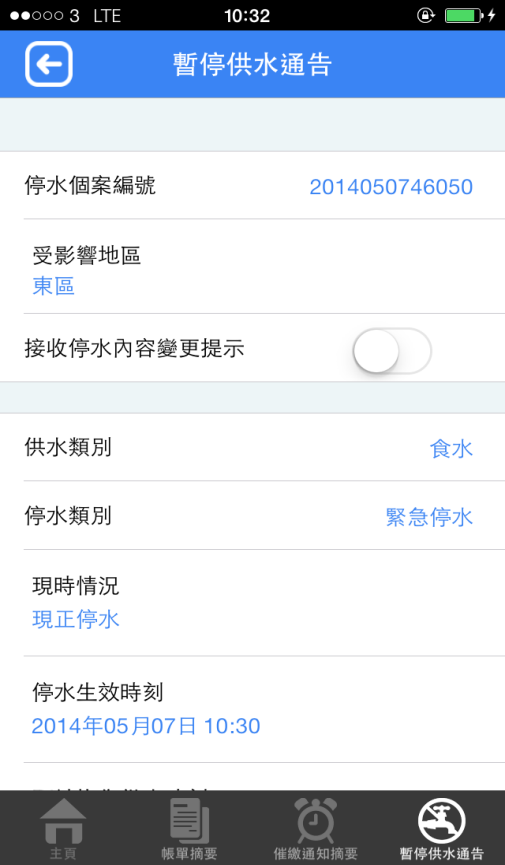 3 LTE 10:32
暫停供水通告
停水個案編號 2014050746050
受影響地區
東區
接收停水內容變更提示
供水類別 食水
停水類別 緊急停水
現時情況
現正停水
停水生效時刻
2014年05月07日 10:30
主頁 帳單摘要 催繳通知摘要 暫停供水通告